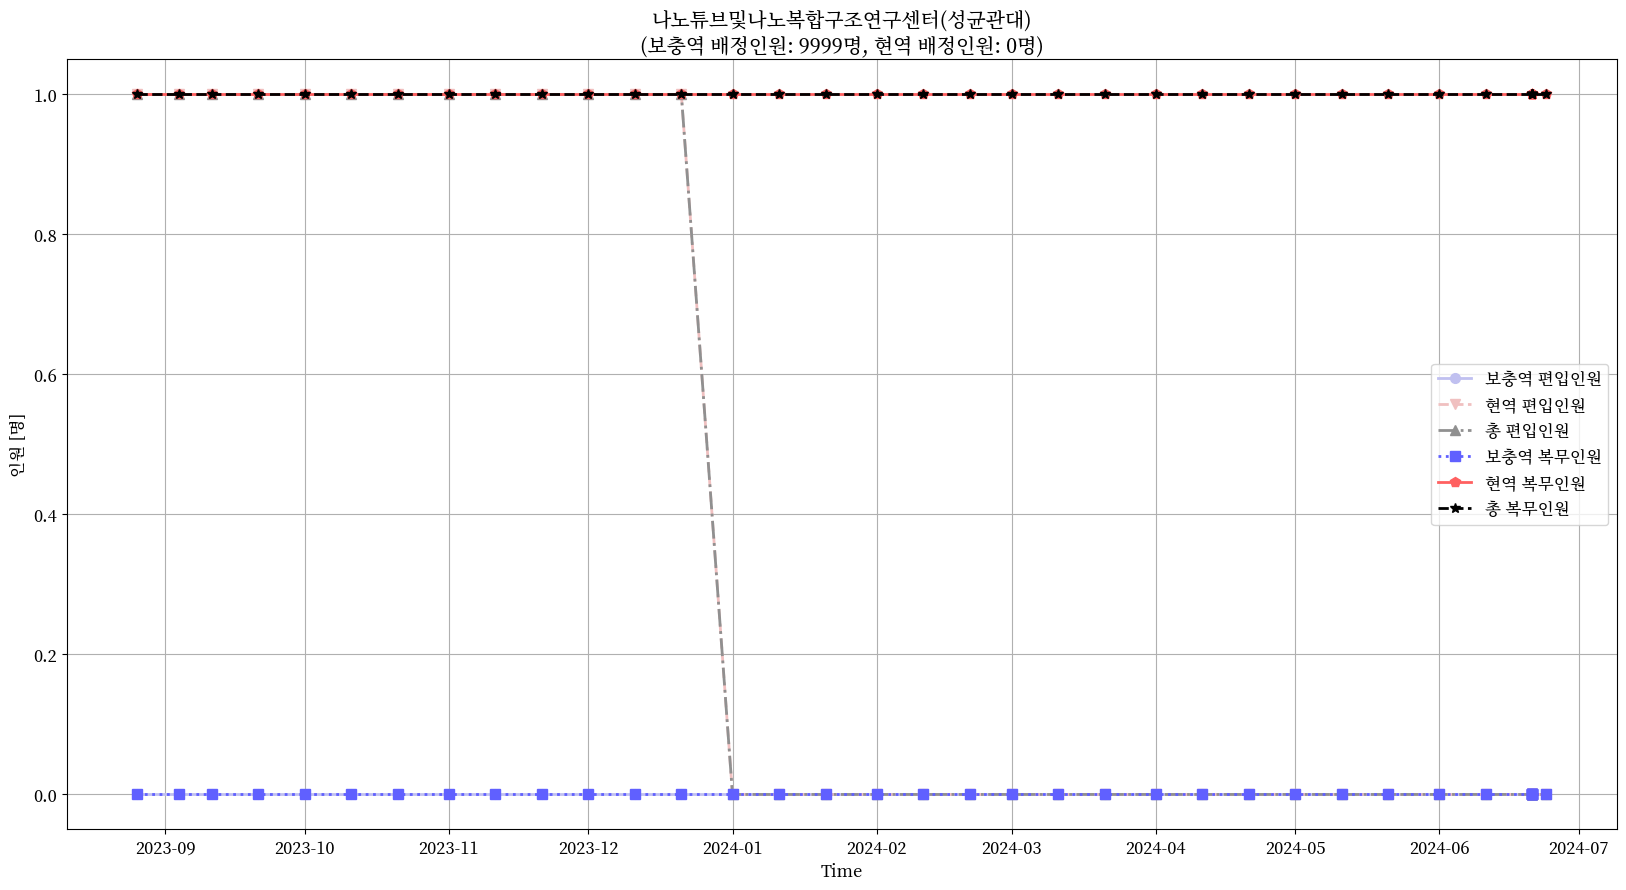 나노튜브및나노복합구조연구센터(성균관대)
(보충역 배정인원: 9999명, 현역 배정인원: 0명)
인원 [명]
1.0
0.8
0.6
0.4
0.2
0.0
보충역 편입인원
현역 편입인원
총 편입인원
보충역 복무인원
현역 복무인원
총 복무인원
2023-09 2023-10 2023-11 2023-12 2024-01 2024-02 2024-03 2024-04 2024-05 2024-06 2024-07
Time